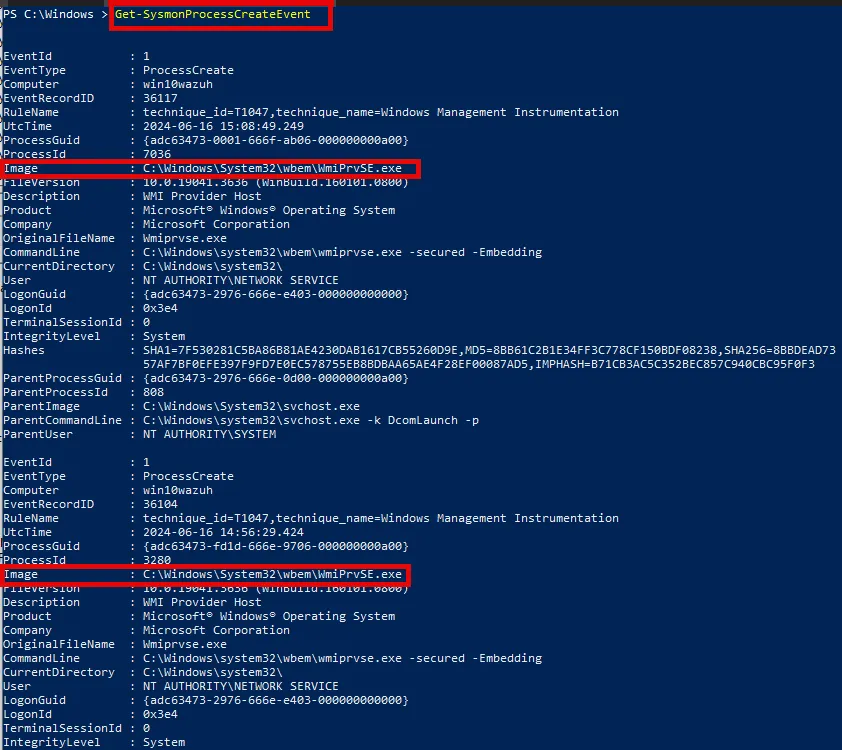 PS C:\Windows > Get-SysmonProcessCreateEvent
EventId : 1
EventType : ProcessCreate
Computer : win10wazuh
EventRecordID : 36117
RuleName : technique_id=T1047,technique_name=Windows Management Instrumentation
UtcTime : 2024-06-16 15:08:49.249
ProcessGuid : {adc63473-0001-666f-ab06-000000000a00}
ProcessId : 7036
Image : C:\Windows\System32\wbem\WmiPrvSE.exe
FileVersion : 10.0.19041.3636 (WinBuild.160101.0800)
Description : WMI Provider Host
Product : Microsoft® Windows® Operating System
Company : Microsoft Corporation
OriginalFileName : Wmiprvse.exe
CommandLine : C:\Windows\system32\wbem\wmiprvse.exe -secured -Embedding
CurrentDirectory : C:\Windows\system32\
User : NT AUTHORITY\NETWORK SERVICE
LogonGuid : {adc63473-2976-666e-e403-000000000000}
LogonId : 0x3e4
TerminalSessionId : 0
IntegrityLevel : System
Hashes : SHA1=7F530281C5BA86B81AE4230DAB1617CB55260D9E,MD5=8BB61C2B1E34FF3C778CF150BDF08238,SHA256=8BBDEAD73
57AF7BF0EFE397F9FD7E0EC578755EB8BDBAA65AE4F28EF00087AD5,IMPHASH=B71CB3AC5C352BEC857C940CBC95F0F3
ParentProcessGuid : {adc63473-2976-666e-0d00-000000000a00}
ParentProcessId : 808
ParentImage : C:\Windows\System32\svchost.exe
ParentCommandLine : C:\Windows\system32\svchost.exe -k DcomLaunch -p
ParentUser : NT AUTHORITY\SYSTEM
EventId : 1
EventType : ProcessCreate
Computer : win10wazuh
EventRecordID : 36104
RuleName : technique_id=T1047,technique_name=Windows Management Instrumentation
UtcTime : 2024-06-16 14:56:29.424
ProcessGuid : {adc63473-fd1d-666e-9706-000000000a00}
ProcessId : 3280
Image : C:\Windows\System32\wbem\WmiPrvSE.exe
FileVersion : 10.0.19041.3636 (WinBuild.160101.0800)
Description : WMI Provider Host
Product : Microsoft® Windows® Operating System
Company : Microsoft Corporation
OriginalFileName : Wmiprvse.exe
CommandLine : C:\Windows\system32\wbem\wmiprvse.exe -secured -Embedding
CurrentDirectory : C:\Windows\system32\
User : NT AUTHORITY\NETWORK SERVICE
LogonGuid : {adc63473-2976-666e-e403-000000000000}
LogonId : 0x3e4
TerminalSessionId : 0
IntegrityLevel : System